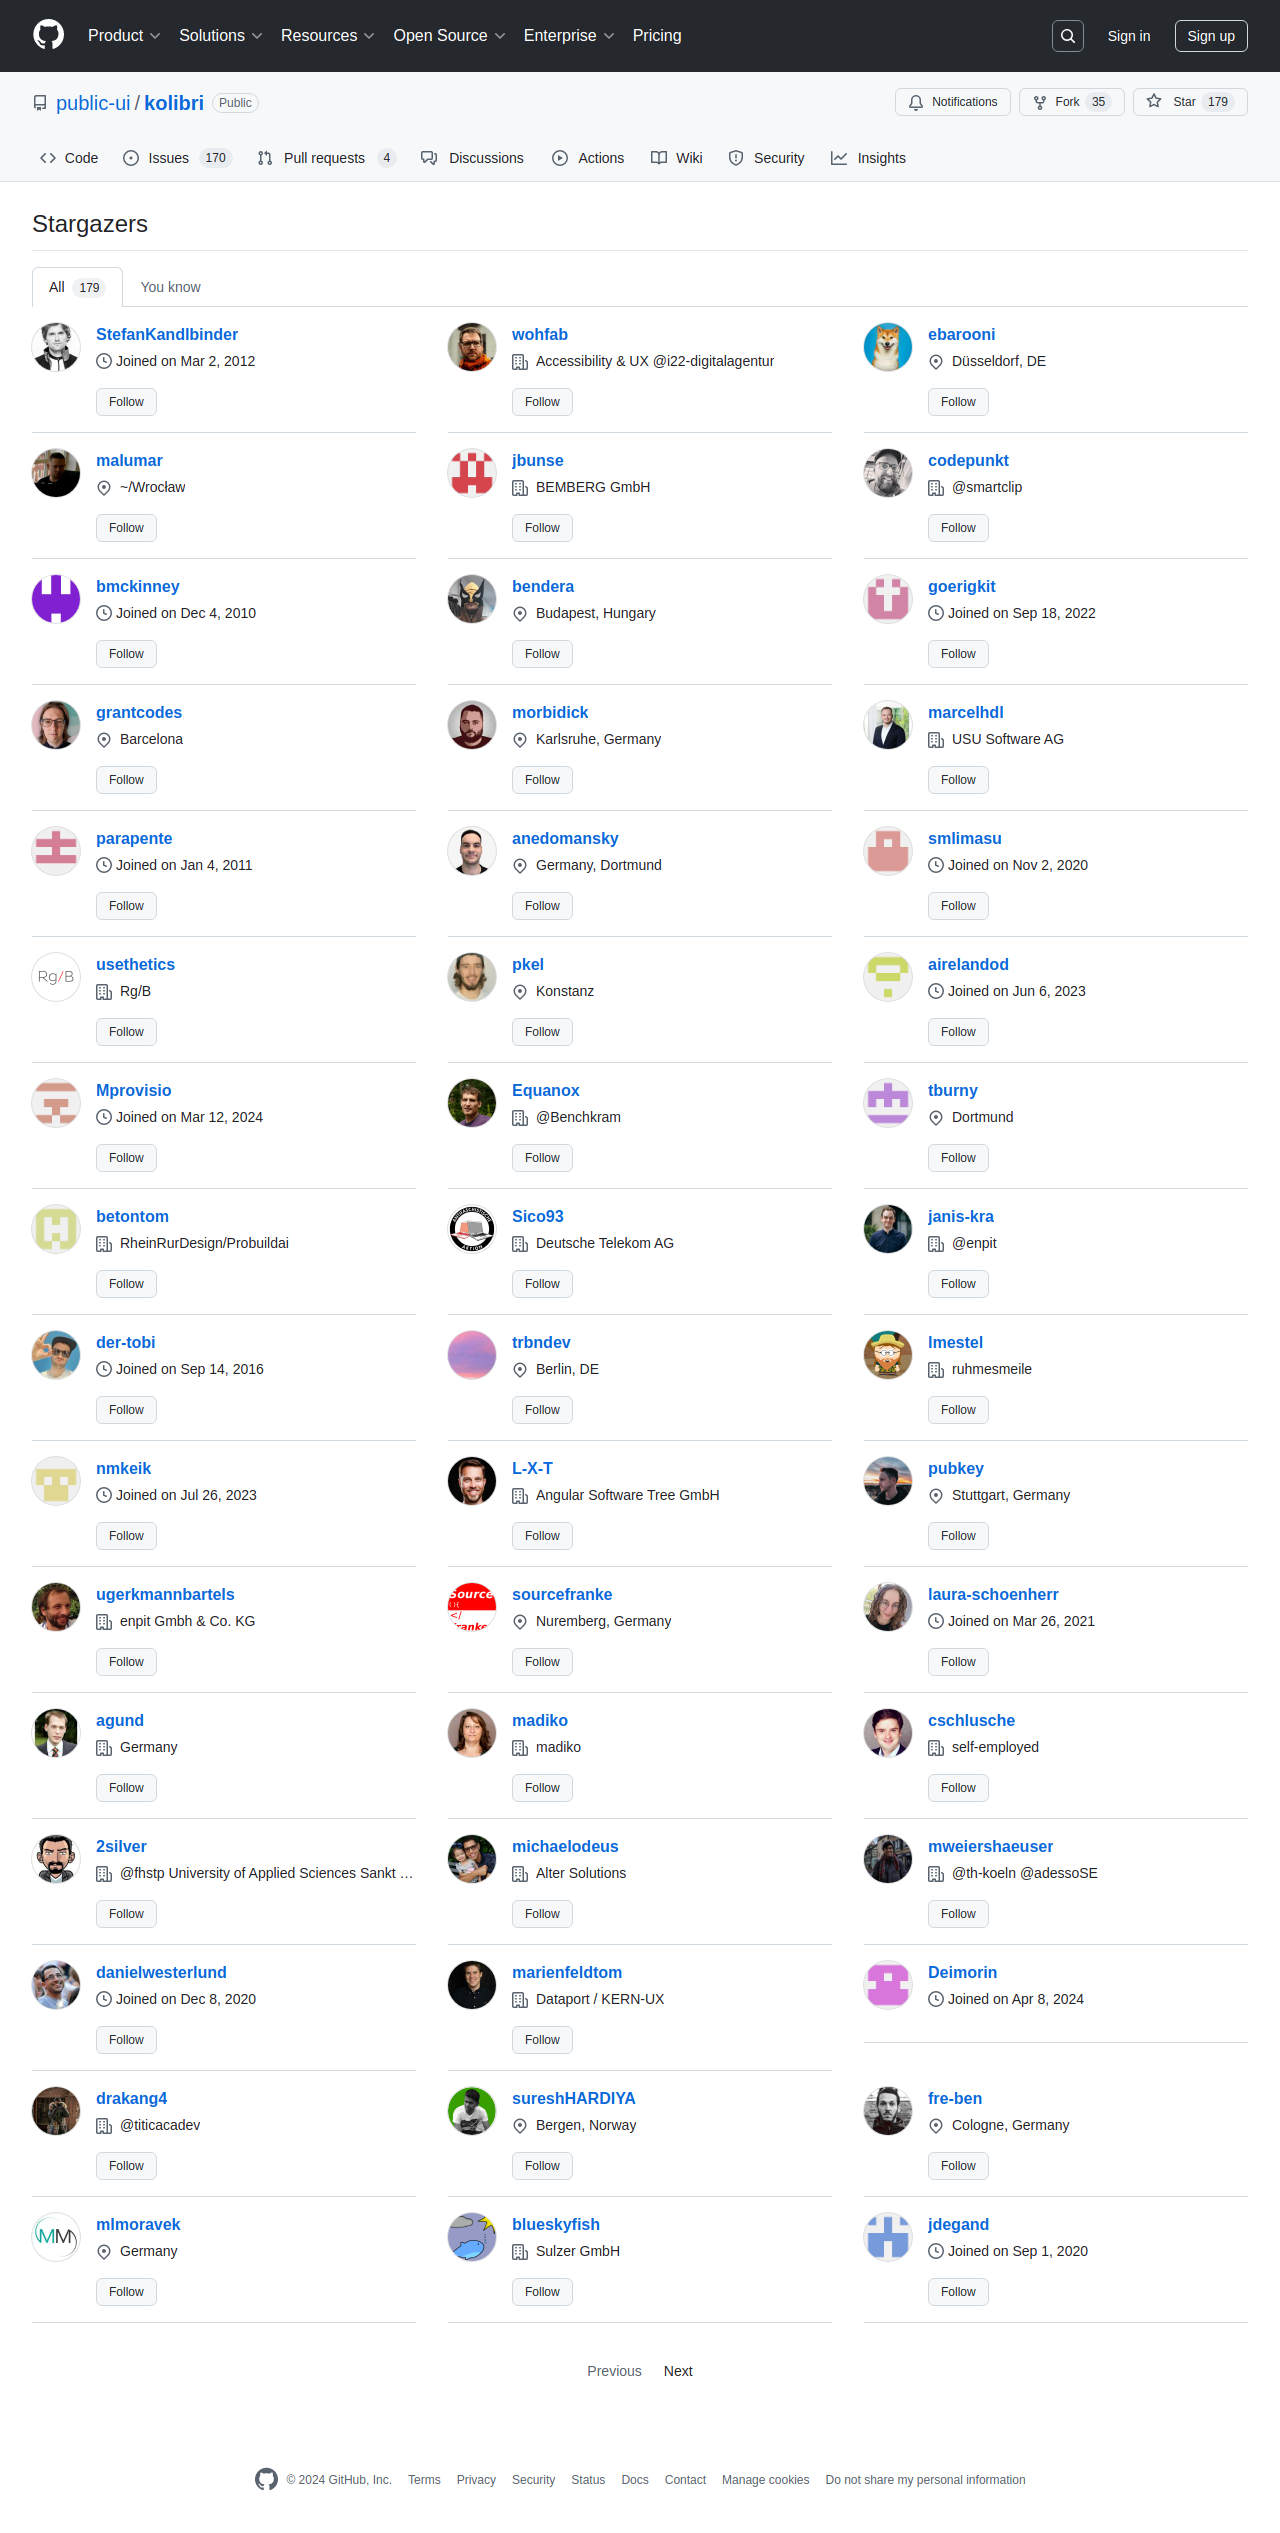 Product Solutions Resources Open Source Enterprise Pricing Sign in Sign up
public-ui / kolibri Public Notifications Fork 35 Star 179
Code Issues 170 Pull requests 4 Discussions Actions Wiki Security Insights
Stargazers
All 179 You know
StefanKandlbinder wohfab ebarooni
Joined on Mar 2, 2012 Accessibility & UX @i22-digitalagentur Düsseldorf, DE
Follow Follow Follow
malumar jbunse codepunkt
~/Wrocław BEMBERG GmbH @smartclip
Follow Follow Follow
bmckinney bendera goerigkit
Joined on Dec 4, 2010 Budapest, Hungary Joined on Sep 18, 2022
Follow Follow Follow
grantcodes morbidick marcelhdl
Barcelona Karlsruhe, Germany USU Software AG
Follow Follow Follow
parapente anedomansky smlimasu
Joined on Jan 4, 2011 Germany, Dortmund Joined on Nov 2, 2020
Follow Follow Follow
Rg/B usethetics pkel airelandod
Rg/B Konstanz Joined on Jun 6, 2023
Follow Follow Follow
Mprovisio Equanox tburny
Joined on Mar 12, 2024 @Benchkram Dortmund
Follow Follow Follow
betontom Sico93 janis-kra
RheinRurDesign/Probuildai Deutsche Telekom AG @enpit
Follow Follow Follow
der-tobi trbndev lmestel
Joined on Sep 14, 2016 Berlin, DE ruhmesmeile
Follow Follow Follow
nmkeik L-X-T pubkey
Joined on Jul 26, 2023 Angular Software Tree GmbH Stuttgart, Germany
Follow Follow Follow
ugerkmannbartels Source sourcefranke laura-schoenherr
enpit Gmbh & Co. KG </ Nuremberg, Germany Joined on Mar 26, 2021
Follow Follow Follow
agund madiko cschlusche
Germany madiko self-employed
Follow Follow Follow
2silver michaelodeus mweiershaeuser
@fhstp University of Applied Sciences Sankt … Alter Solutions @th-koeln @adessoSE
Follow Follow Follow
danielwesterlund marienfeldtom Deimorin
Joined on Dec 8, 2020 Dataport / KERN-UX Joined on Apr 8, 2024
Follow Follow
drakang4 sureshHARDIYA fre-ben
@titicacadev Bergen, Norway Cologne, Germany
Follow Follow Follow
MM mlmoravek blueskyfish jdegand
Germany Sulzer GmbH Joined on Sep 1, 2020
Follow Follow Follow
Previous Next
© 2024 GitHub, Inc. Terms Privacy Security Status Docs Contact Manage cookies Do not share my personal information